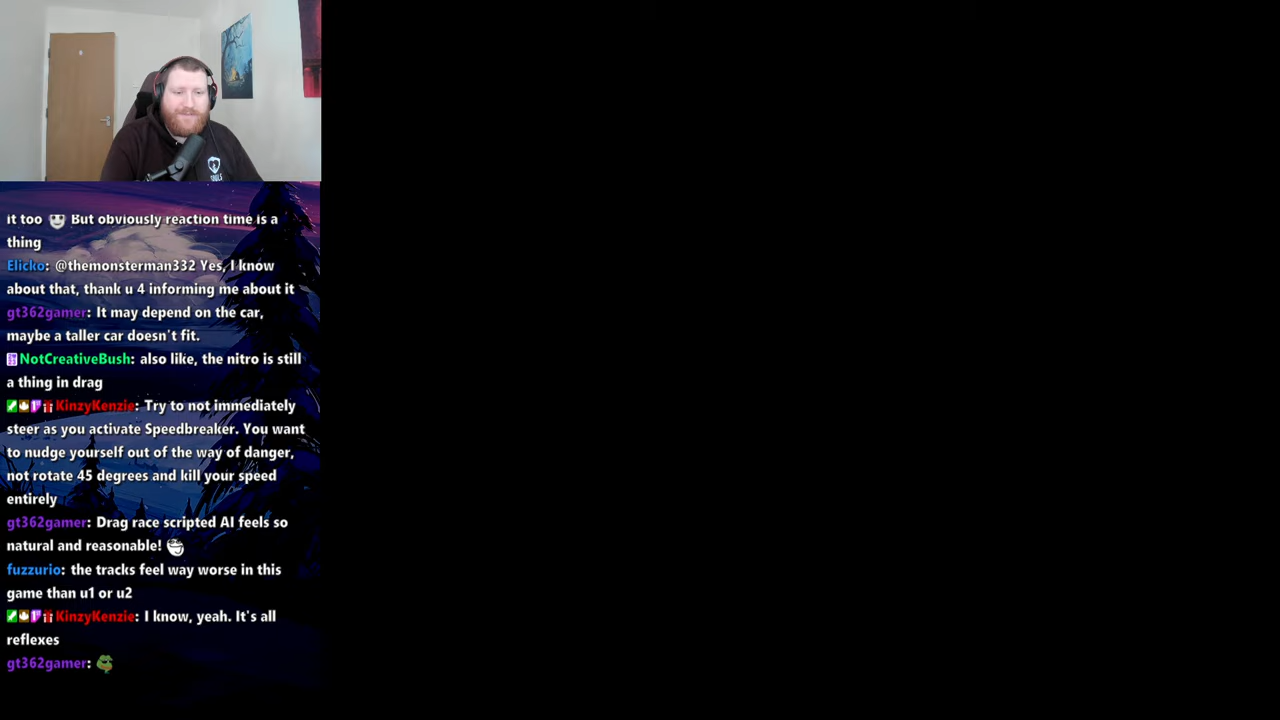 it too But obviously reaction time is a
thing
Elicko: @themonsterman332 Yes, I know
about that, thank u 4 informing me about it
gt362gamer: It may depend on the car,
maybe a taller car doesn't fit.
NotCreativeBush: also like, the nitro is still
a thing in drag
KinzyKenzie: Try to not immediately
steer as you activate Speedbreaker. You want
to nudge yourself out of the way of danger,
not rotate 45 degrees and kill your speed
entirely
gt362gamer: Drag race scripted AI feels so
natural and reasonable!
fuzzurio: the tracks feel way worse in this
game than u1 or u2
KinzyKenzie: I know, yeah. It's all
reflexes
gt362gamer: